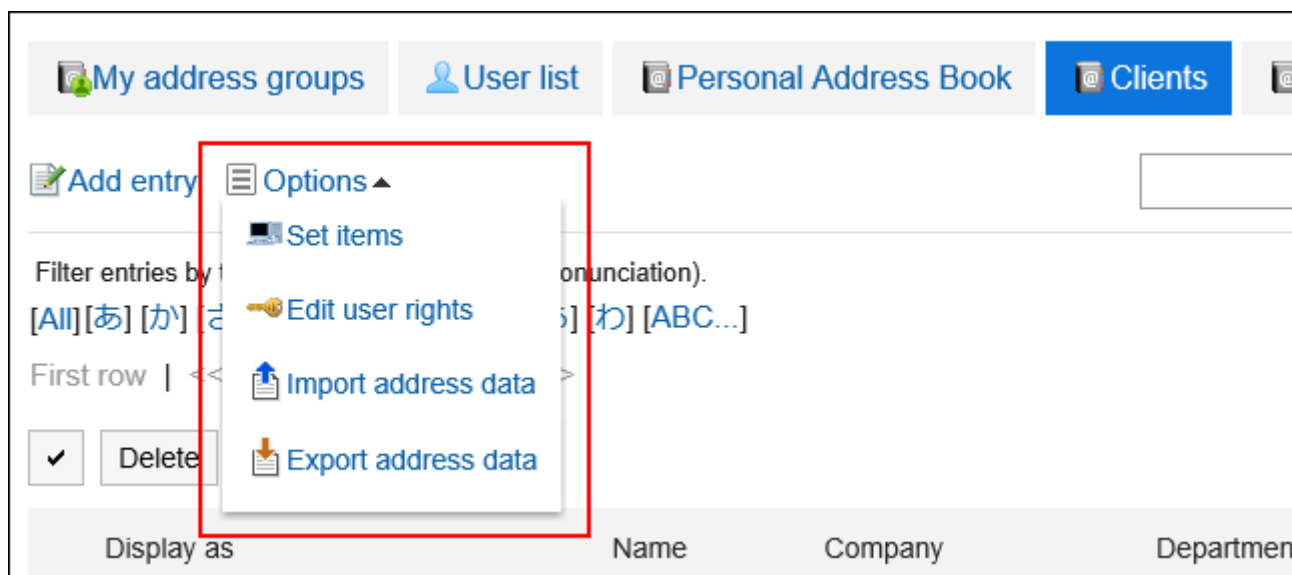 My address groups User list Personal Address Book Clients
Add entry Options
Set items
Filter entries by onunciation).
Edit user rights
[All] [あ] [か] [わ] [ABC...]
Import address data
First row | <<
Delete
Export address data
Display as Name Company Departmen